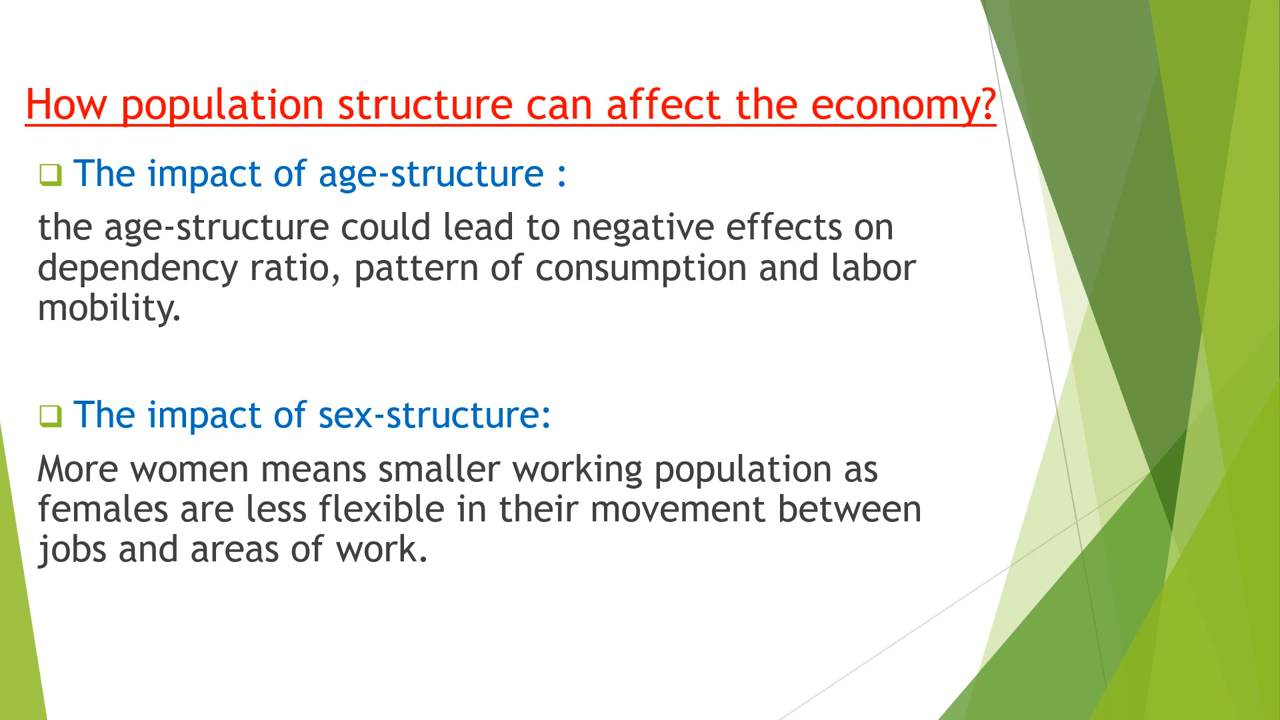 How population structure can affect the economy?
The impact of age-structure :
the age-structure could lead to negative effects on
dependency ratio, pattern of consumption and labor
mobility.
The impact of sex-structure:
More women means smaller working population as
females are less flexible in their movement between
jobs and areas of work.